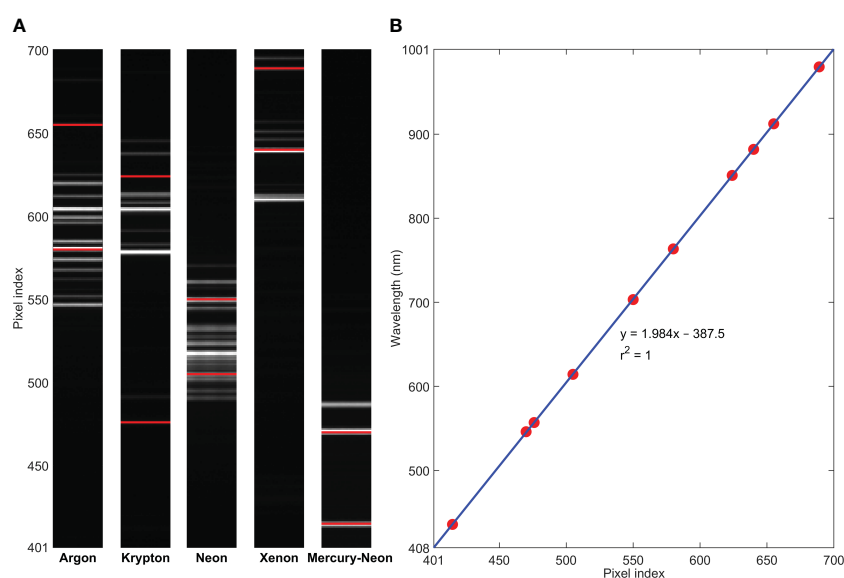 A
700
650
600
550
500
450
401
Pixel index
Argon
Krypton
Neon
Xenon
Mercury-Neon
B
1001
900
800
700
600
500
408
Wavelength (nm)
y = 1.984x − 387.5
r² = 1
401
450
500
550
600
650
700
Pixel index